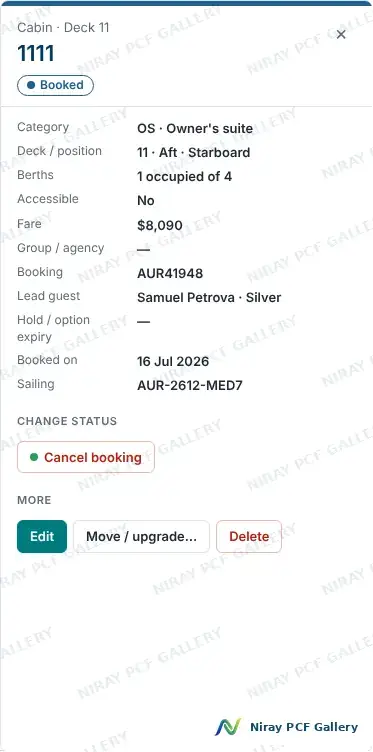 Cabin · Deck 11
1111
Booked
Category OS · Owner's suite
Deck / position 11 · Aft · Starboard
Berths 1 occupied of 4
Accessible No
Fare $8,090
Group / agency —
Booking AUR41948
Lead guest Samuel Petrova · Silver
Hold / option expiry —
Booked on 16 Jul 2026
Sailing AUR-2612-MED7
CHANGE STATUS
Cancel booking
MORE
Edit Move / upgrade... Delete
Niray PCF Gallery
NIRAY PCF GALLERY